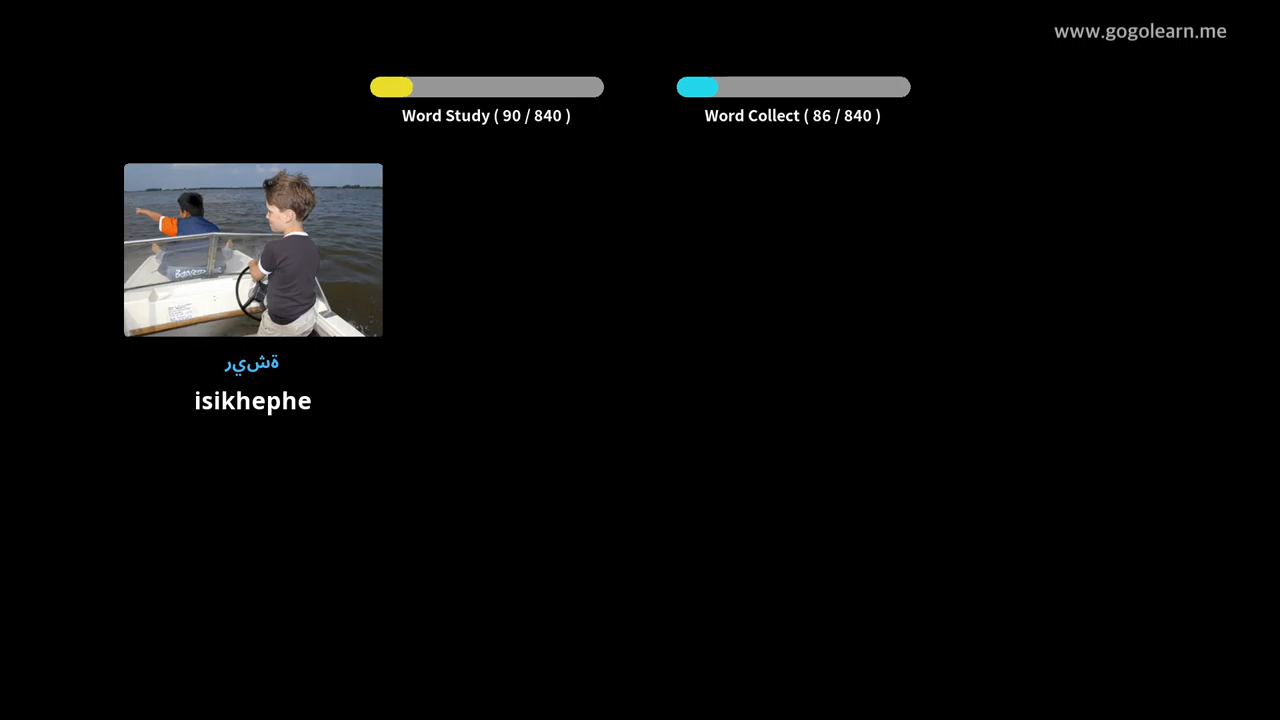 www.gogolearn.me
Word Study ( 90 / 840 )
Word Collect ( 86 / 840 )
ةشير
isikhephe